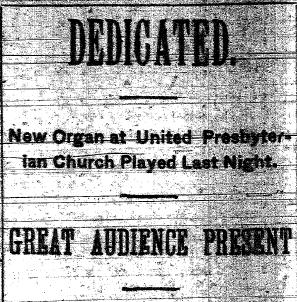 DEDICATED.
New Organ at United Presbyter-
ian Church Played Last Night.
GREAT AUDIENCE PRESENT